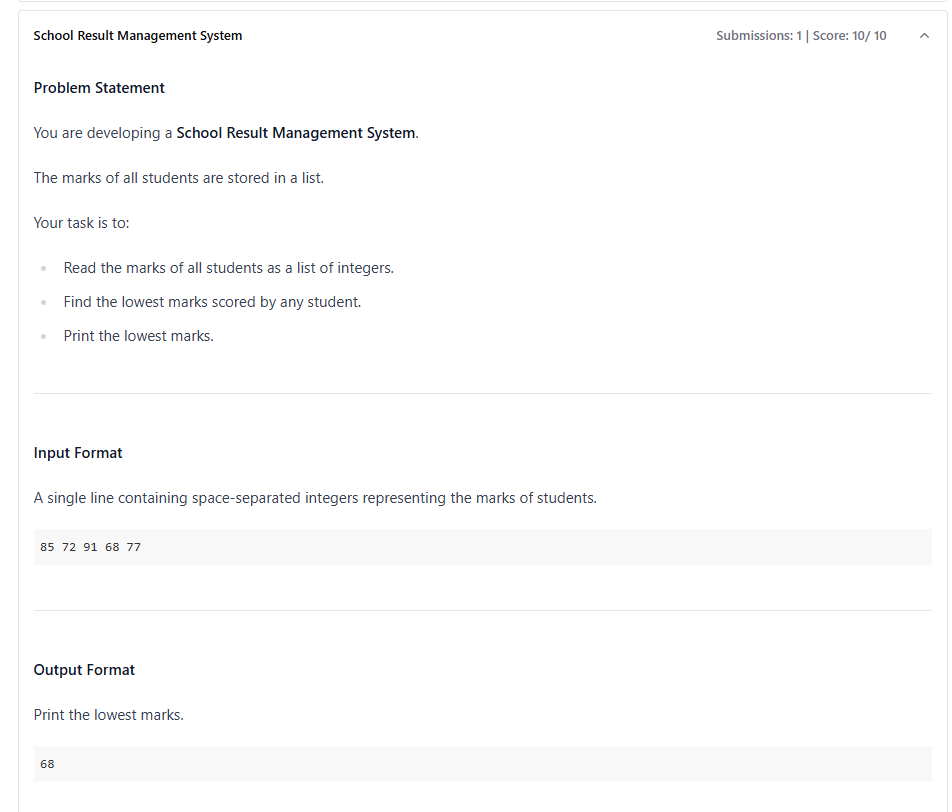 School Result Management System
Submissions: 1 | Score: 10/ 10
Problem Statement
You are developing a School Result Management System.
The marks of all students are stored in a list.
Your task is to:
Read the marks of all students as a list of integers.
Find the lowest marks scored by any student.
Print the lowest marks.
Input Format
A single line containing space-separated integers representing the marks of students.
85 72 91 68 77
Output Format
Print the lowest marks.
68